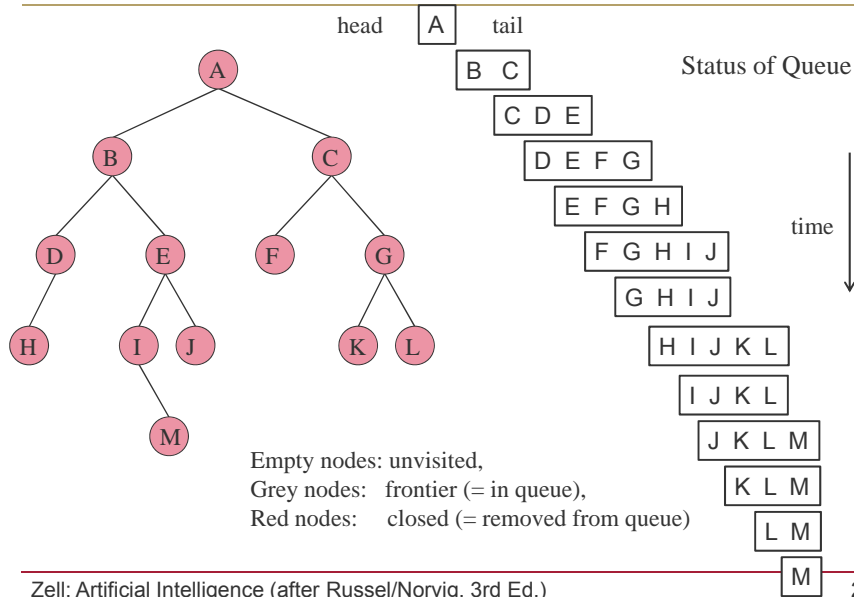 head A tail
B C Status of Queue
C D E
D E F G
E F G H
time
F G H I J
G H I J
H I J K L
I J K L
J K L M
K L M
L M
M
A
B C
D E F G
H I J K L
M
Empty nodes: unvisited,
Grey nodes: frontier (= in queue),
Red nodes: closed (= removed from queue)
Zell: Artificial Intelligence (after Russel/Norvig, 3rd Ed.)